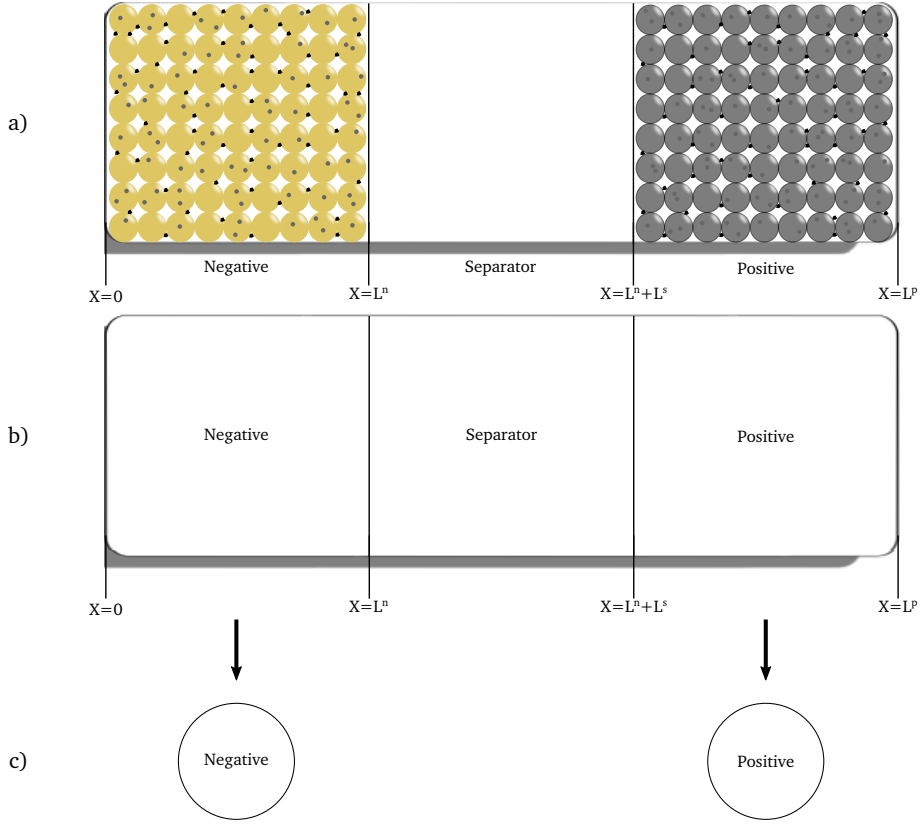 a)
Negative Separator Positive
X=0 X=Lⁿ X=Lⁿ+Lˢ X=Lᵖ
b)
Negative Separator Positive
X=0 X=Lⁿ X=Lⁿ+Lˢ X=Lᵖ
c)
Negative Positive